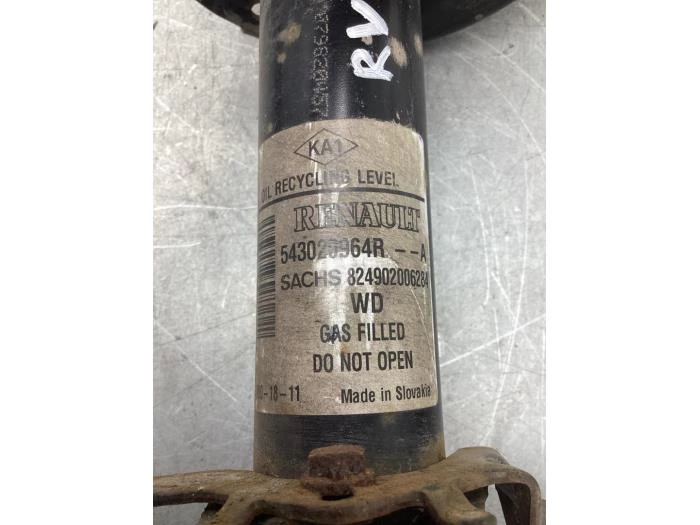 RV
KA1
OIL RECYCLING LEVEL
RENAULT
543020964R --A
SACHS 824902006284
WD
GAS FILLED
DO NOT OPEN
-18-11 Made in Slovakia